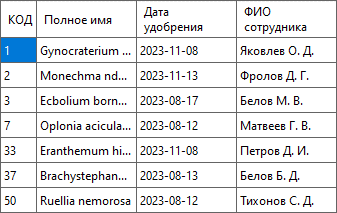 КОД Полное имя Дата удобрения ФИО сотрудника
1 Gynocraterium ... 2023-11-08 Яковлев О. Д.
2 Monechma nd... 2023-11-13 Фролов Д. Г.
3 Ecbolium born... 2023-08-17 Белов М. В.
7 Oplonia acicula... 2023-08-12 Матвеев Г. В.
33 Eranthemum hi... 2023-11-08 Петров Д. И.
37 Brachystephan... 2023-08-13 Белов Б. Д.
50 Ruellia nemorosa 2023-08-12 Тихонов С. Д.